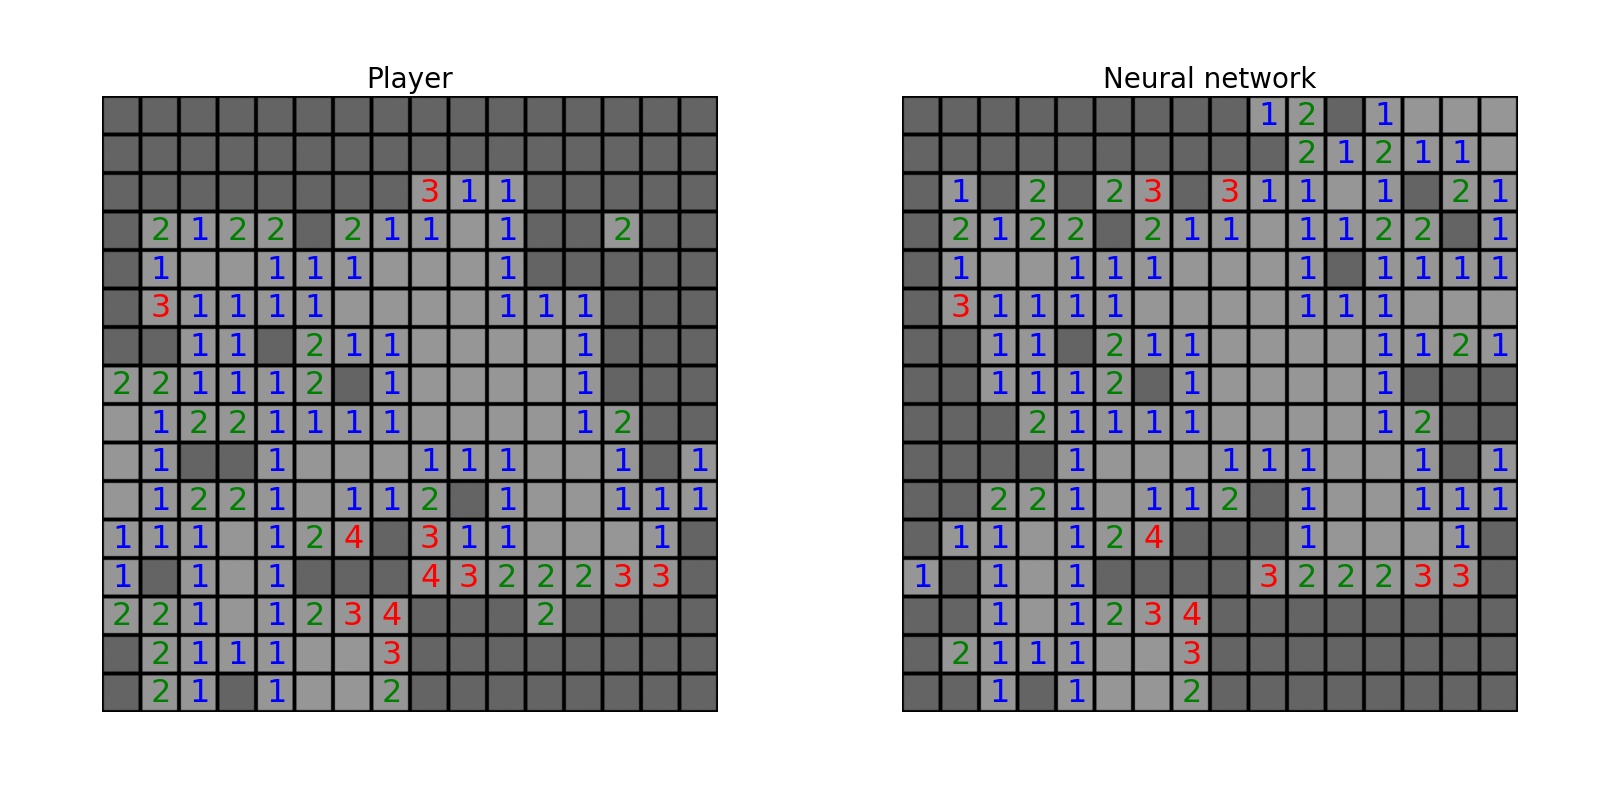 Player
3 1 1
2 1 2 2 2 1 1 1 2
1 1 1 1 1
3 1 1 1 1 1 1 1
1 1 2 1 1 1
2 2 1 1 1 2 1 1
1 2 2 1 1 1 1 1 2
1 1 1 1 1 1 1
1 2 2 1 1 1 2 1 1 1 1
1 1 1 1 2 4 3 1 1 1
1 1 1 4 3 2 2 2 3 3
2 2 1 1 2 3 4 2
2 1 1 1 3
2 1 1 2
Neural network
1 2 1
2 1 2 1 1
1 2 2 3 3 1 1 1 2 1
2 1 2 2 2 1 1 1 1 2 2 1
1 1 1 1 1 1 1 1 1
3 1 1 1 1 1 1 1
1 1 2 1 1 1 1 2 1
1 1 1 2 1 1
2 1 1 1 1 1 2
1 1 1 1 1 1
2 2 1 1 1 2 1 1 1 1
1 1 1 2 4 1 1
1 1 1 3 2 2 2 3 3
1 1 2 3 4
2 1 1 1 3
1 1 2